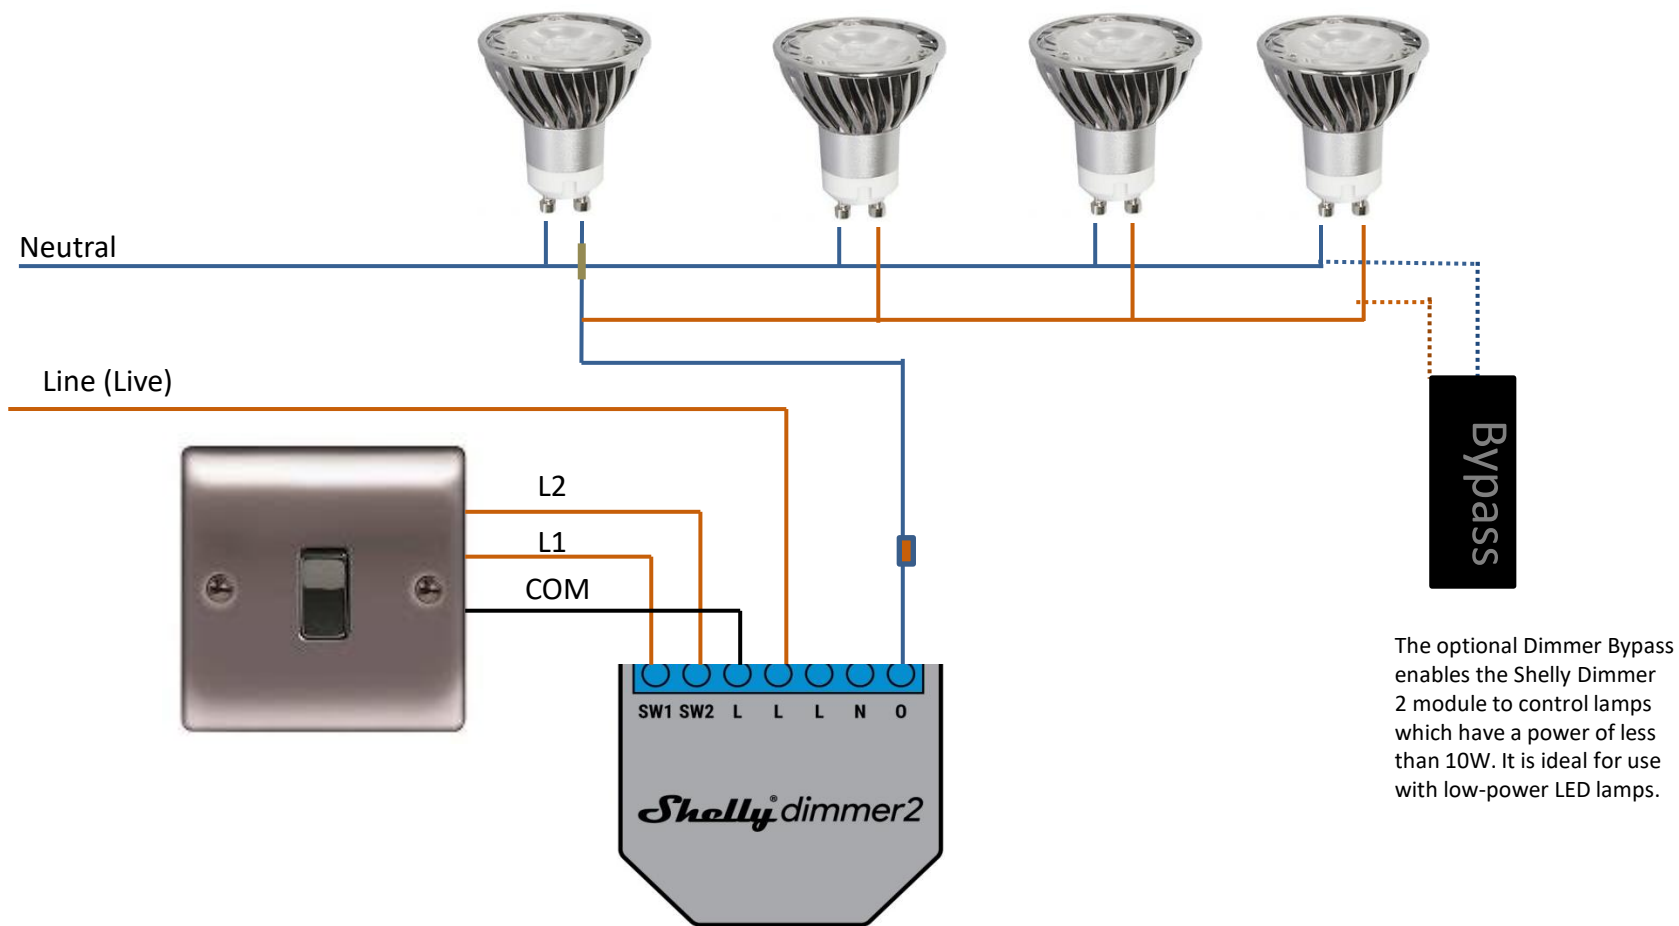 Neutral
Line (Live)
L2
L1
COM
Bypass
The optional Dimmer Bypass
enables the Shelly Dimmer
2 module to control lamps
which have a power of less
than 10W. It is ideal for use
with low-power LED lamps.
SW1 SW2 L L L N O
Shelly® dimmer2